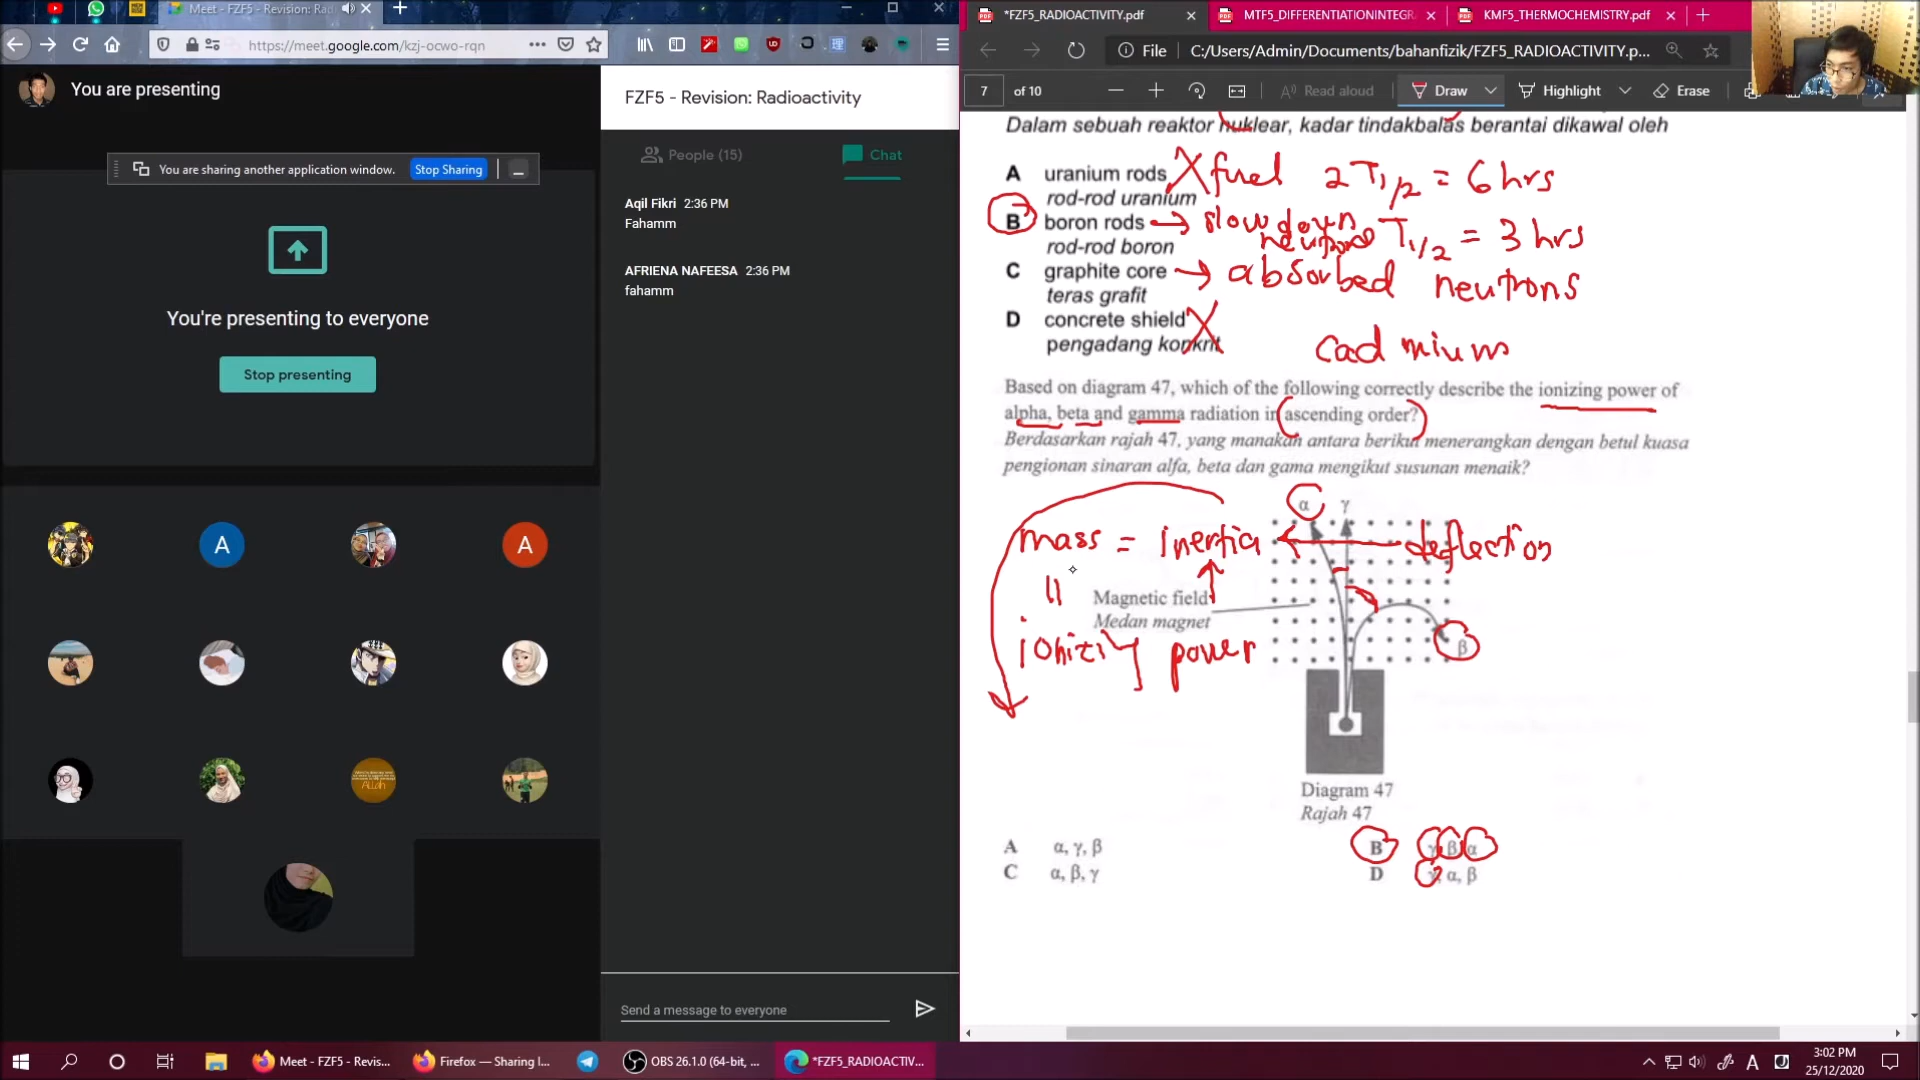 Meet - FZF5 - Revision: Ra
https://meet.google.com/kzj-ocwo-rqn
You are presenting
You are sharing another application window.
Stop Sharing
You're presenting to everyone
Stop presenting
A
A
FZF5 - Revision: Radioactivity
People (15)
Chat
Aqil Fikri 2:36 PM
Fahamm
AFRIENA NAFEESA 2:36 PM
fahamm
Send a message to everyone
*FZF5_RADIOACTIVITY.pdf
MTF5_DIFFERENTIATIONINTEGR
KMF5_THERMOCHEMISTRY.pdf
File
C:/Users/Admin/Documents/bahanfizik/FZF5_RADIOACTIVITY.p...
7 of 10
Read aloud
Draw
Highlight
Erase
Dalam sebuah reaktor nuklear, kadar tindakbalas berantai dikawal oleh
A uranium rods
rod-rod uranium
fuel 2T1/2 = 6 hrs
B boron rods → slow down neutrons
rod-rod boron
T1/2 = 3 hrs
C graphite core → absorbed neutrons
teras grafit
D concrete shield
pengadang konkrit
cadmium
Based on diagram 47, which of the following correctly describe the ionizing power of
alpha, beta and gamma radiation in ascending order?
Berdasarkan rajah 47, yang manakah antara berikut menerangkan dengan betul kuasa
pengionan sinaran alfa, beta dan gama mengikut susunan menaik?
α γ
mass = inertia ← deflection
Magnetic field
Medan magnet
ionizing power
β
Diagram 47
Rajah 47
A α, γ, β
B γ, β, α
C α, β, γ
D γ, α, β
Meet - FZF5 - Revis...
Firefox — Sharing I...
OBS 26.1.0 (64-bit, ...
*FZF5_RADIOACTIV...
A
3:02 PM
25/12/2020